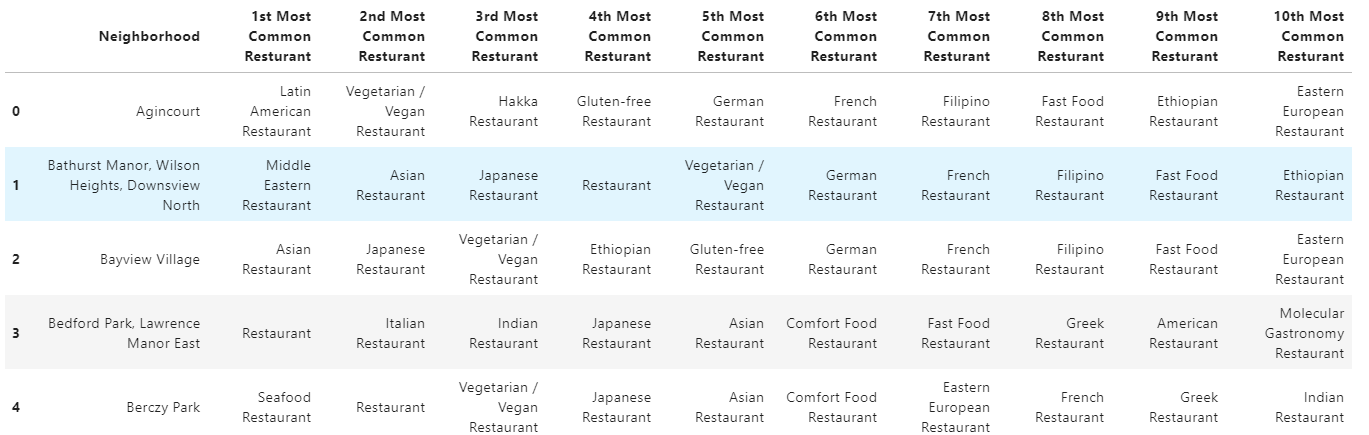 Neighborhood 1st Most Common Resturant 2nd Most Common Resturant 3rd Most Common Resturant 4th Most Common Resturant 5th Most Common Resturant 6th Most Common Resturant 7th Most Common Resturant 8th Most Common Resturant 9th Most Common Resturant 10th Most Common Resturant
0 Agincourt Latin American Restaurant Vegetarian / Vegan Restaurant Hakka Restaurant Gluten-free Restaurant German Restaurant French Restaurant Filipino Restaurant Fast Food Restaurant Ethiopian Restaurant Eastern European Restaurant
1 Bathurst Manor, Wilson Heights, Downsview North Middle Eastern Restaurant Asian Restaurant Japanese Restaurant Restaurant Vegetarian / Vegan Restaurant German Restaurant French Restaurant Filipino Restaurant Fast Food Restaurant Ethiopian Restaurant
2 Bayview Village Asian Restaurant Japanese Restaurant Vegetarian / Vegan Restaurant Ethiopian Restaurant Gluten-free Restaurant German Restaurant French Restaurant Filipino Restaurant Fast Food Restaurant Eastern European Restaurant
3 Bedford Park, Lawrence Manor East Restaurant Italian Restaurant Indian Restaurant Japanese Restaurant Asian Restaurant Comfort Food Restaurant Fast Food Restaurant Greek Restaurant American Restaurant Molecular Gastronomy Restaurant
4 Berczy Park Seafood Restaurant Restaurant Vegetarian / Vegan Restaurant Japanese Restaurant Asian Restaurant Comfort Food Restaurant Eastern European Restaurant French Restaurant Greek Restaurant Indian Restaurant